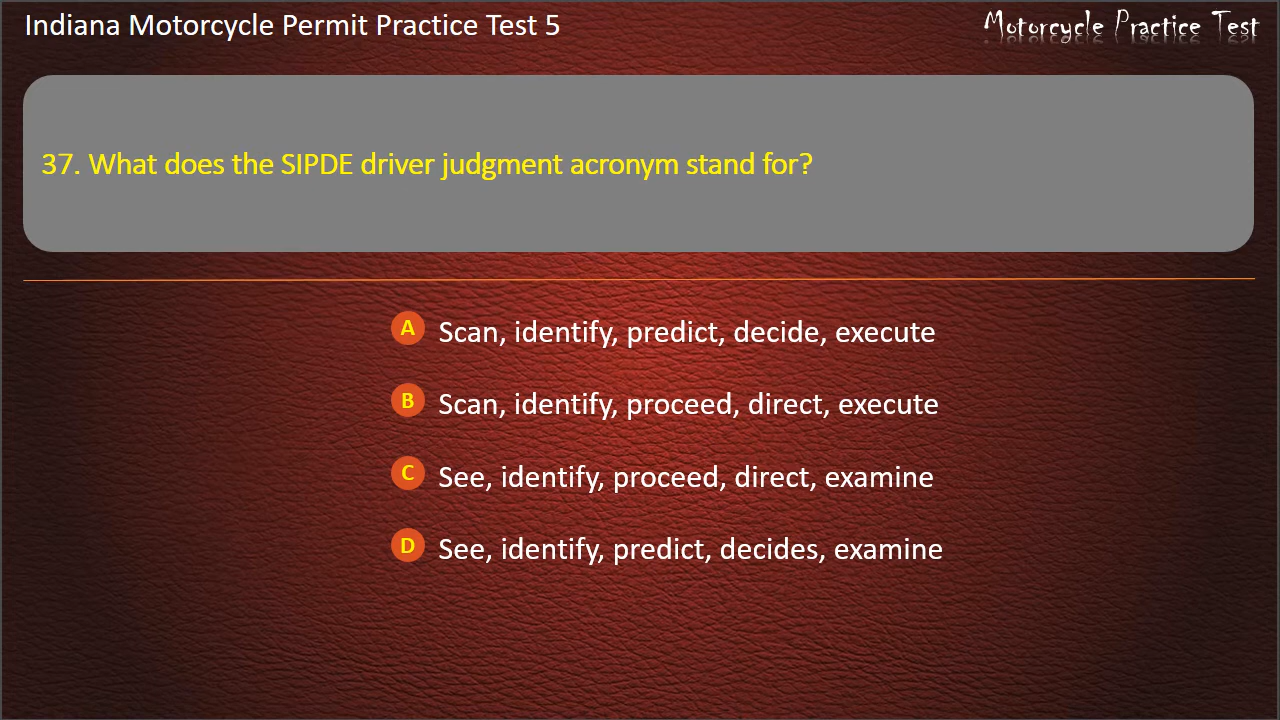 Indiana Motorcycle Permit Practice Test 5
Motorcycle Practice Test
37. What does the SIPDE driver judgment acronym stand for?
A Scan, identify, predict, decide, execute
B Scan, identify, proceed, direct, execute
C See, identify, proceed, direct, examine
D See, identify, predict, decides, examine